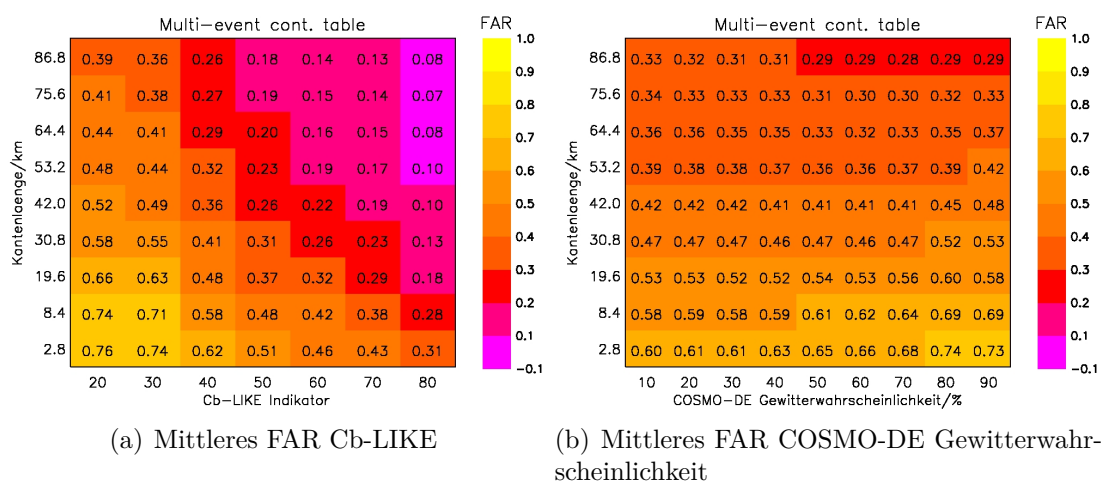 Multi-event cont. table
FAR
Kantenlaenge/km
86.8 0.39 0.36 0.26 0.18 0.14 0.13 0.08
75.6 0.41 0.38 0.27 0.19 0.15 0.14 0.07
64.4 0.44 0.41 0.29 0.20 0.16 0.15 0.08
53.2 0.48 0.44 0.32 0.23 0.19 0.17 0.10
42.0 0.52 0.49 0.36 0.26 0.22 0.19 0.10
30.8 0.58 0.55 0.41 0.31 0.26 0.23 0.13
19.6 0.66 0.63 0.48 0.37 0.32 0.29 0.18
8.4 0.74 0.71 0.58 0.48 0.42 0.38 0.28
2.8 0.76 0.74 0.62 0.51 0.46 0.43 0.31
20 30 40 50 60 70 80
Cb-LIKE Indikator
1.0
0.9
0.8
0.7
0.6
0.5
0.4
0.3
0.2
0.1
-0.1
(a) Mittleres FAR Cb-LIKE
Multi-event cont. table
FAR
Kantenlaenge/km
86.8 0.33 0.32 0.31 0.31 0.29 0.29 0.28 0.29 0.29
75.6 0.34 0.33 0.33 0.33 0.31 0.30 0.30 0.32 0.33
64.4 0.36 0.36 0.35 0.35 0.33 0.32 0.33 0.35 0.37
53.2 0.39 0.38 0.38 0.37 0.36 0.36 0.37 0.39 0.42
42.0 0.42 0.42 0.42 0.41 0.41 0.41 0.41 0.45 0.48
30.8 0.47 0.47 0.47 0.46 0.47 0.46 0.47 0.52 0.53
19.6 0.53 0.53 0.52 0.52 0.54 0.53 0.56 0.60 0.58
8.4 0.58 0.59 0.58 0.59 0.61 0.62 0.64 0.69 0.69
2.8 0.60 0.61 0.61 0.63 0.65 0.66 0.68 0.74 0.73
10 20 30 40 50 60 70 80 90
COSMO-DE Gewitterwahrscheinlichkeit/%
1.0
0.9
0.8
0.7
0.6
0.5
0.4
0.3
0.2
0.1
-0.1
(b) Mittleres FAR COSMO-DE Gewitterwahr-
scheinlichkeit